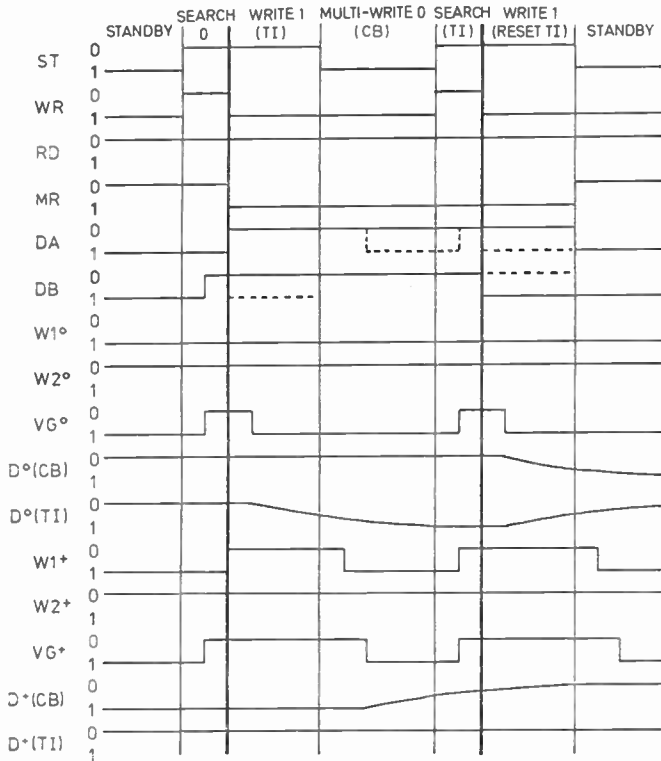 SEARCH WRITE 1 MULTI-WRITE 0 SEARCH WRITE 1
STANDBY 0 (TI) (CB) (TI) (RESET TI) STANDBY
ST 0
1
WR 0
1
RD 0
1
MR 0
1
DA 0
1
DB 0
1
W1° 0
1
W2° 0
1
VG° 0
1
D°(CB) 0
1
D°(TI) 0
1
W1+ 0
1
W2+ 0
1
VG+ 0
1
D+(CB) 0
1
D+(TI) 0
1